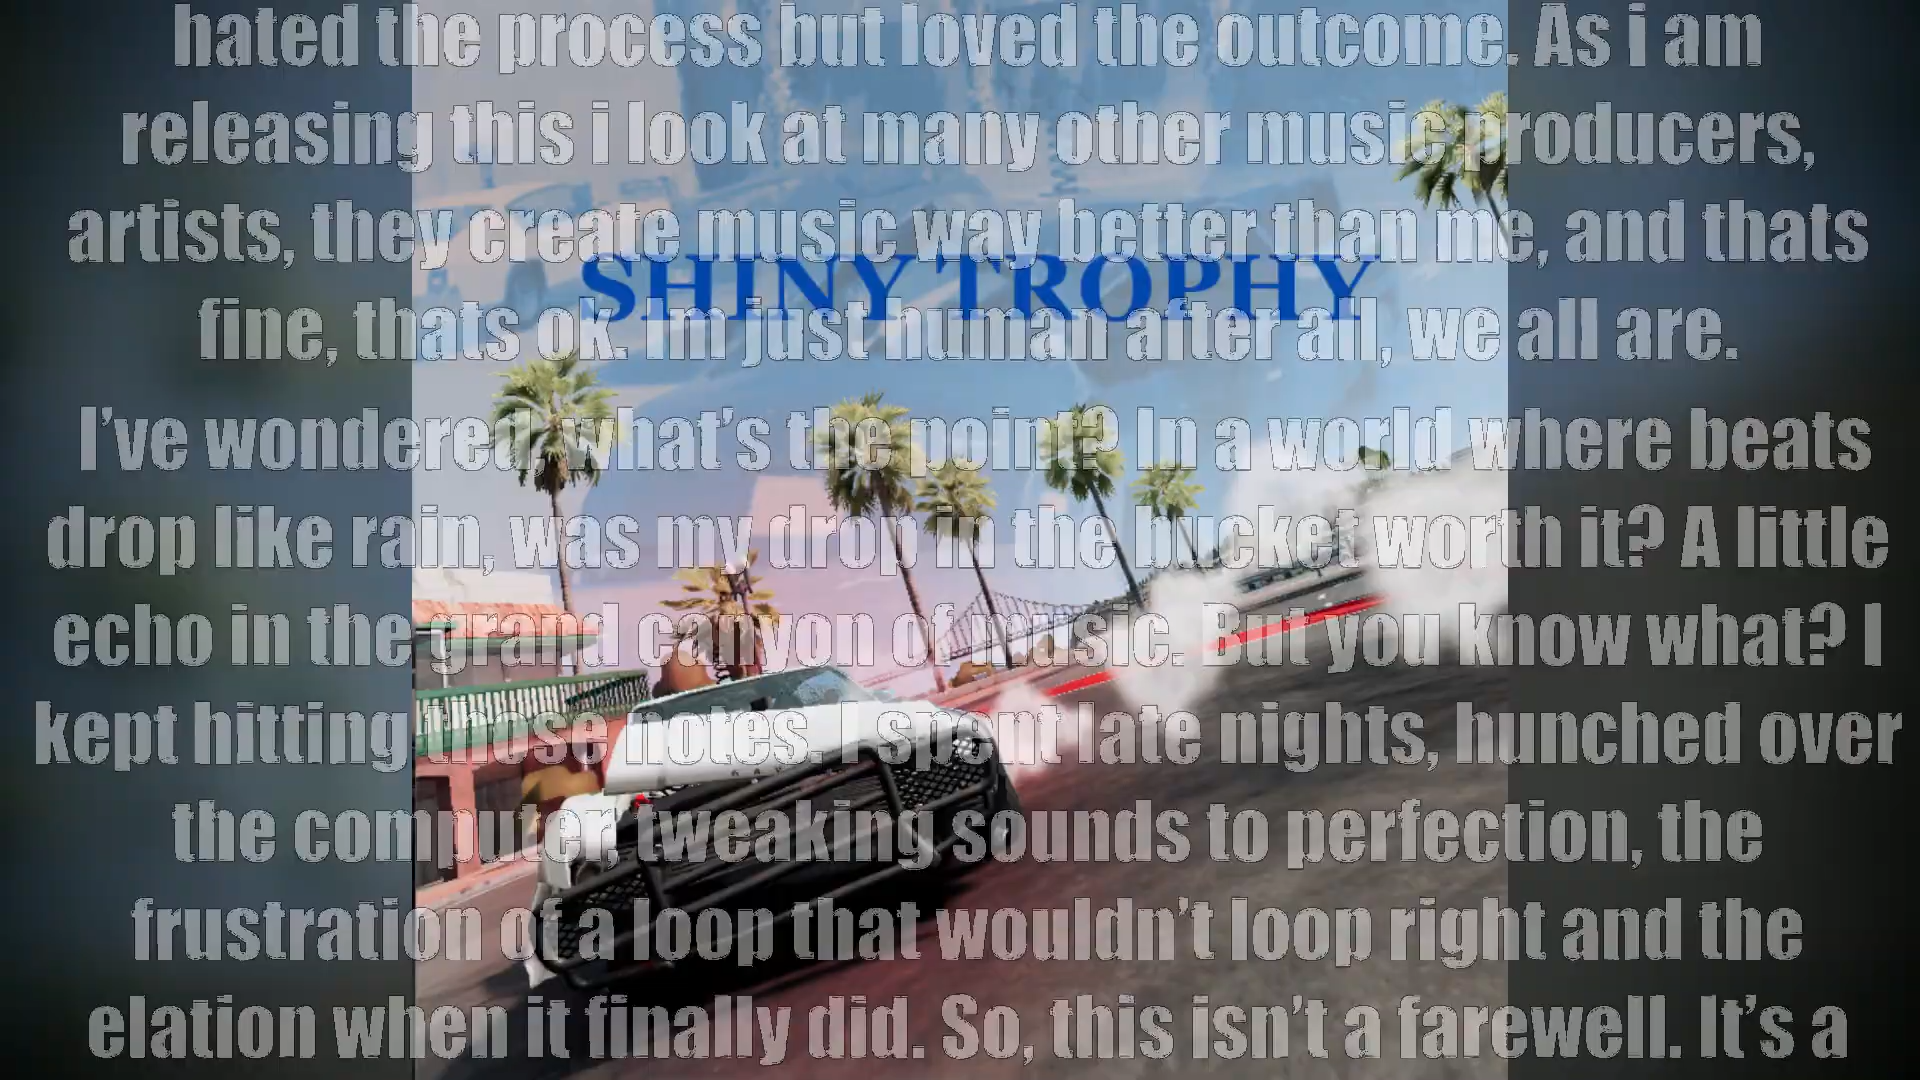 hated the process but loved the outcome. As i am
releasing this i look at many other music producers,
artists, they create music way better than me, and thats
SHINY TROPHY
fine, thats ok. Im just human after all, we all are.
I've wondered, what's the point? In a world where beats
drop like rain, was my drop in the bucket worth it? A little
echo in the grand canyon of music. But you know what? I
kept hitting those notes. I spent late nights, hunched over
the computer, tweaking sounds to perfection, the
frustration of a loop that wouldn't loop right and the
elation when it finally did. So, this isn't a farewell. It's a